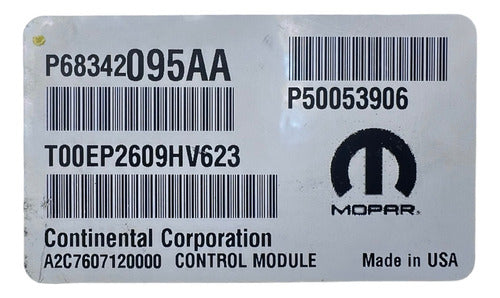 P68342095AA
P50053906
T00EP2609HV623
MOPAR
Continental Corporation
A2C7607120000 CONTROL MODULE Made in USA